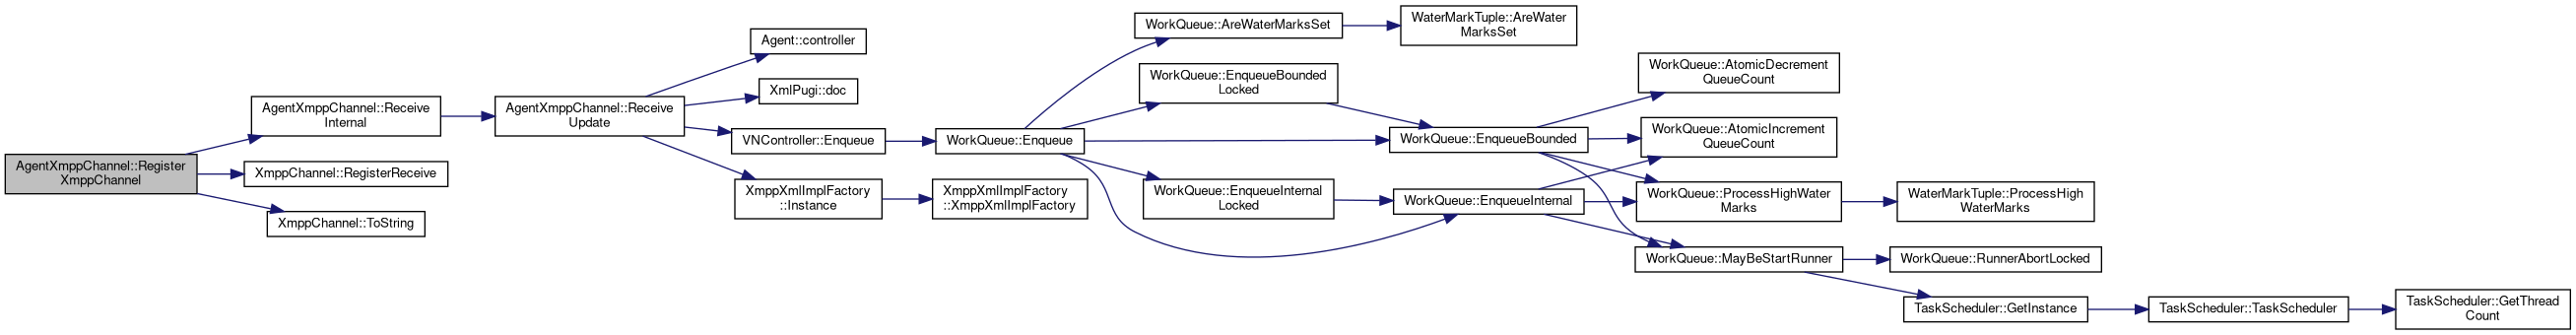 AgentXmppChannel::Register
XmppChannel
AgentXmppChannel::Receive
Internal
XmppChannel::RegisterReceive
XmppChannel::ToString
AgentXmppChannel::Receive
Update
Agent::controller
XmlPugi::doc
VNController::Enqueue
XmppXmlImplFactory
::Instance
WorkQueue::Enqueue
XmppXmlImplFactory
::XmppXmlImplFactory
WorkQueue::AreWaterMarksSet
WorkQueue::EnqueueBounded
Locked
WorkQueue::EnqueueInternal
Locked
WaterMarkTuple::AreWater
MarksSet
WorkQueue::EnqueueBounded
WorkQueue::EnqueueInternal
WorkQueue::AtomicDecrement
QueueCount
WorkQueue::AtomicIncrement
QueueCount
WorkQueue::ProcessHighWater
Marks
WorkQueue::MayBeStartRunner
WaterMarkTuple::ProcessHigh
WaterMarks
WorkQueue::RunnerAbortLocked
TaskScheduler::GetInstance
TaskScheduler::TaskScheduler
TaskScheduler::GetThread
Count